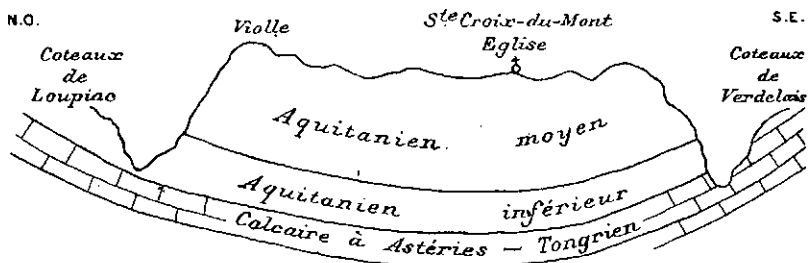 N.O.
Violle
Ste Croix-du-Mont
Eglise
S.E.
Coteaux
de
Loupiac
Coteaux
de
Verdelais
Aquitanien moyen
Aquitanien inférieur
Calcaire à Astéries — Tongrien